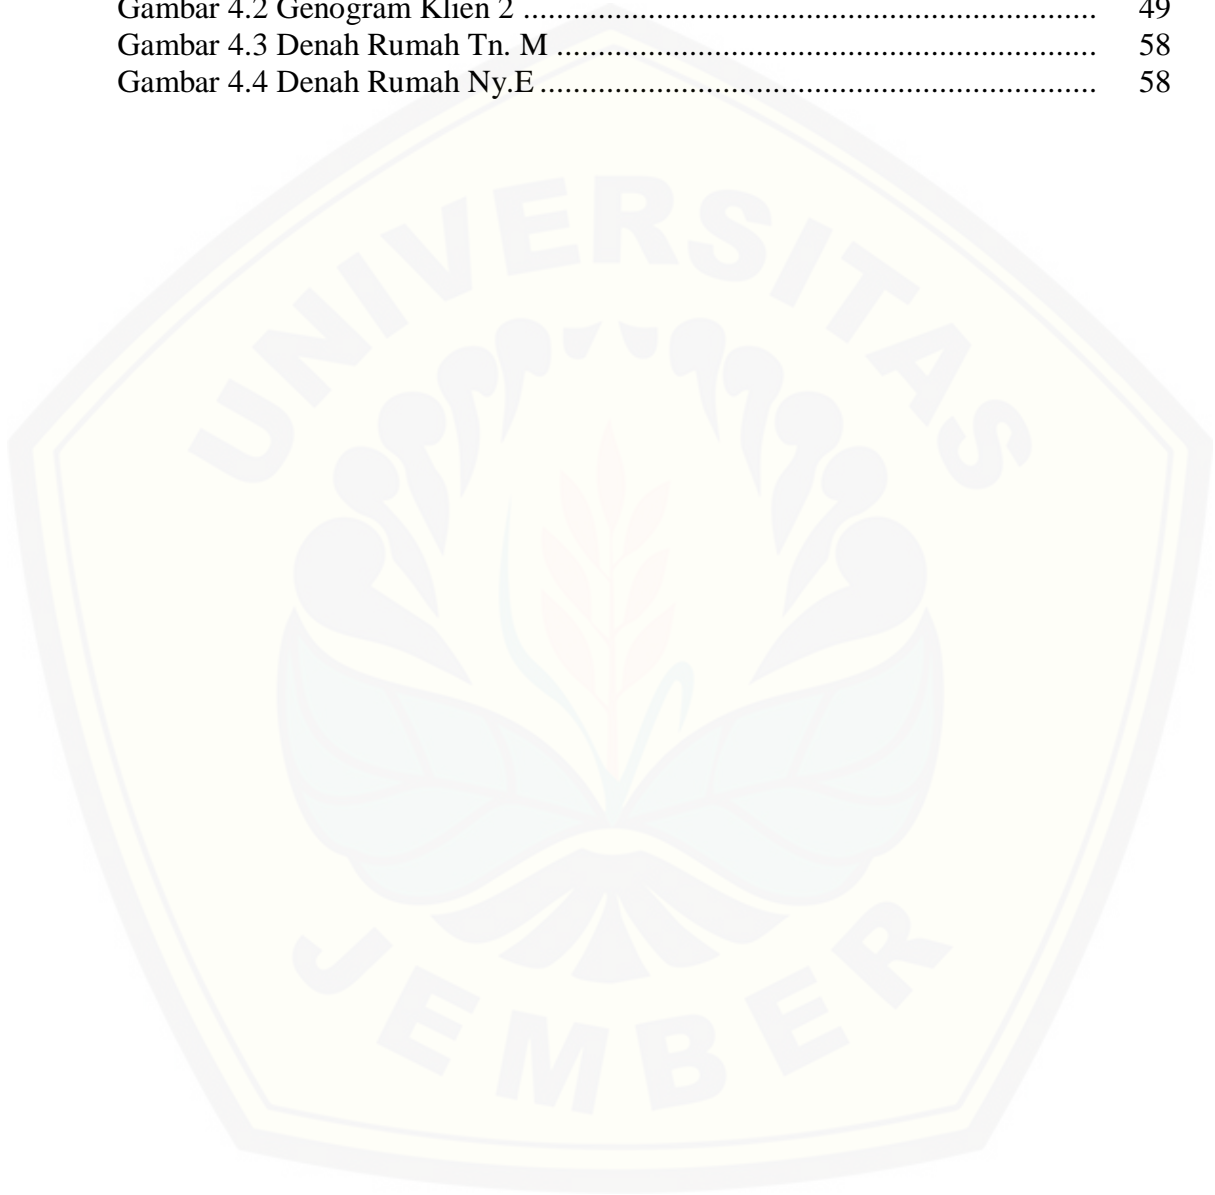 Gambar 4.2 Genogram Klien 2 ........................................................................ 49
Gambar 4.3 Denah Rumah Tn. M .................................................................... 58
Gambar 4.4 Denah Rumah Ny.E ...................................................................... 58
UNIVERSITAS
JEMBER